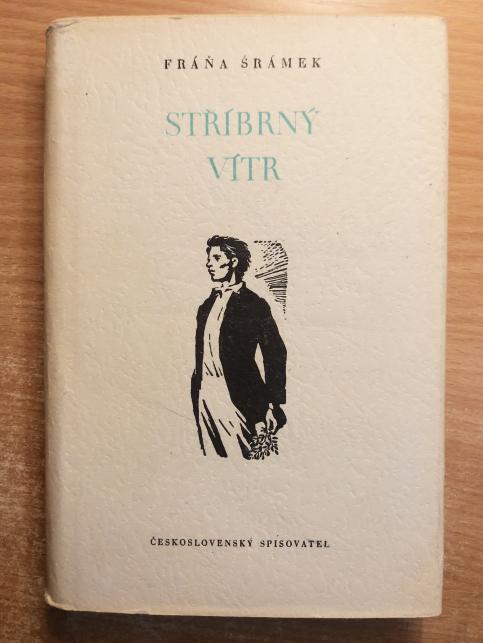 FRÁŇA ŠRÁMEK
STŘÍBRNÝ
VÍTR
ČESKOSLOVENSKÝ SPISOVATEL